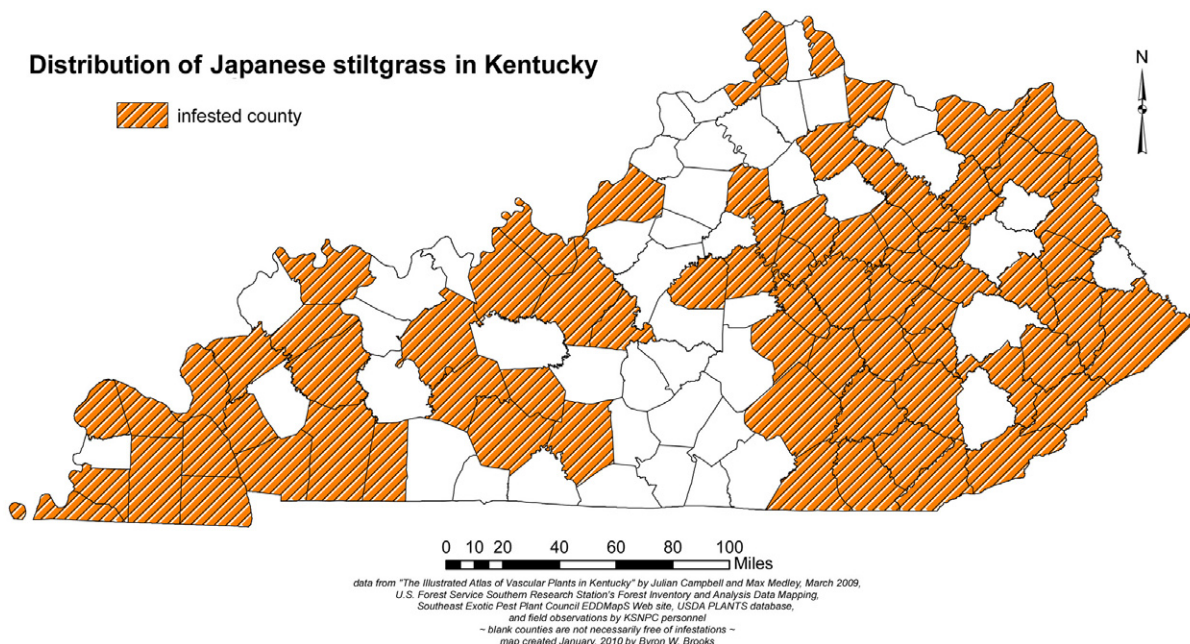 Distribution of Japanese stiltgrass in Kentucky
infested county
N
0 10 20 40 60 80 100
Miles
data from "The Illustrated Atlas of Vascular Plants in Kentucky" by Julian Campbell and Max Medley, March 2009,
U.S. Forest Service Southern Research Station's Forest Inventory and Analysis Data Mapping,
Southeast Exotic Pest Plant Council EDDMapS Web site, USDA PLANTS database,
and field observations by KSNPC personnel
~ blank counties are not necessarily free of infestations ~
map created January, 2010 by Byron W. Brooks